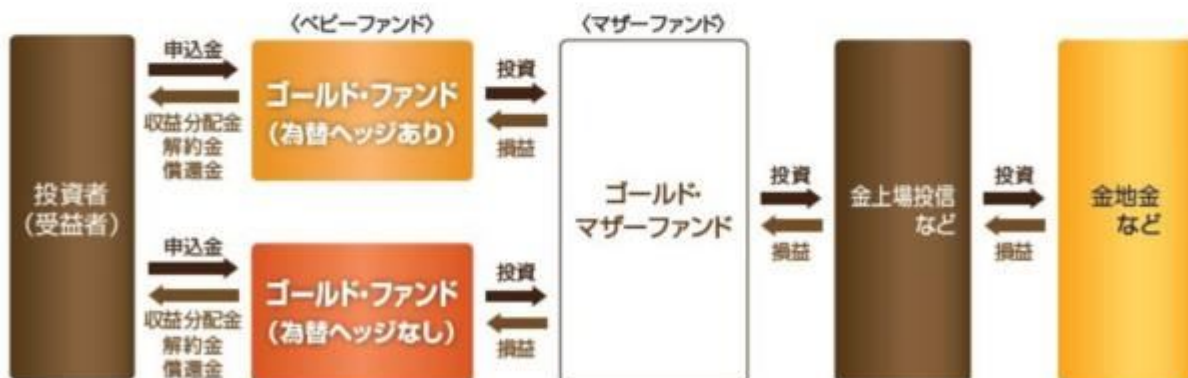 〈ベビーファンド〉
〈マザーファンド〉
投資者
(受益者)
申込金
収益分配金
解約金
償還金
ゴールド・ファンド
(為替ヘッジあり)
投資
損益
申込金
収益分配金
解約金
償還金
ゴールド・ファンド
(為替ヘッジなし)
投資
損益
ゴールド・
マザーファンド
投資
損益
金上場投信
など
投資
損益
金地金
など